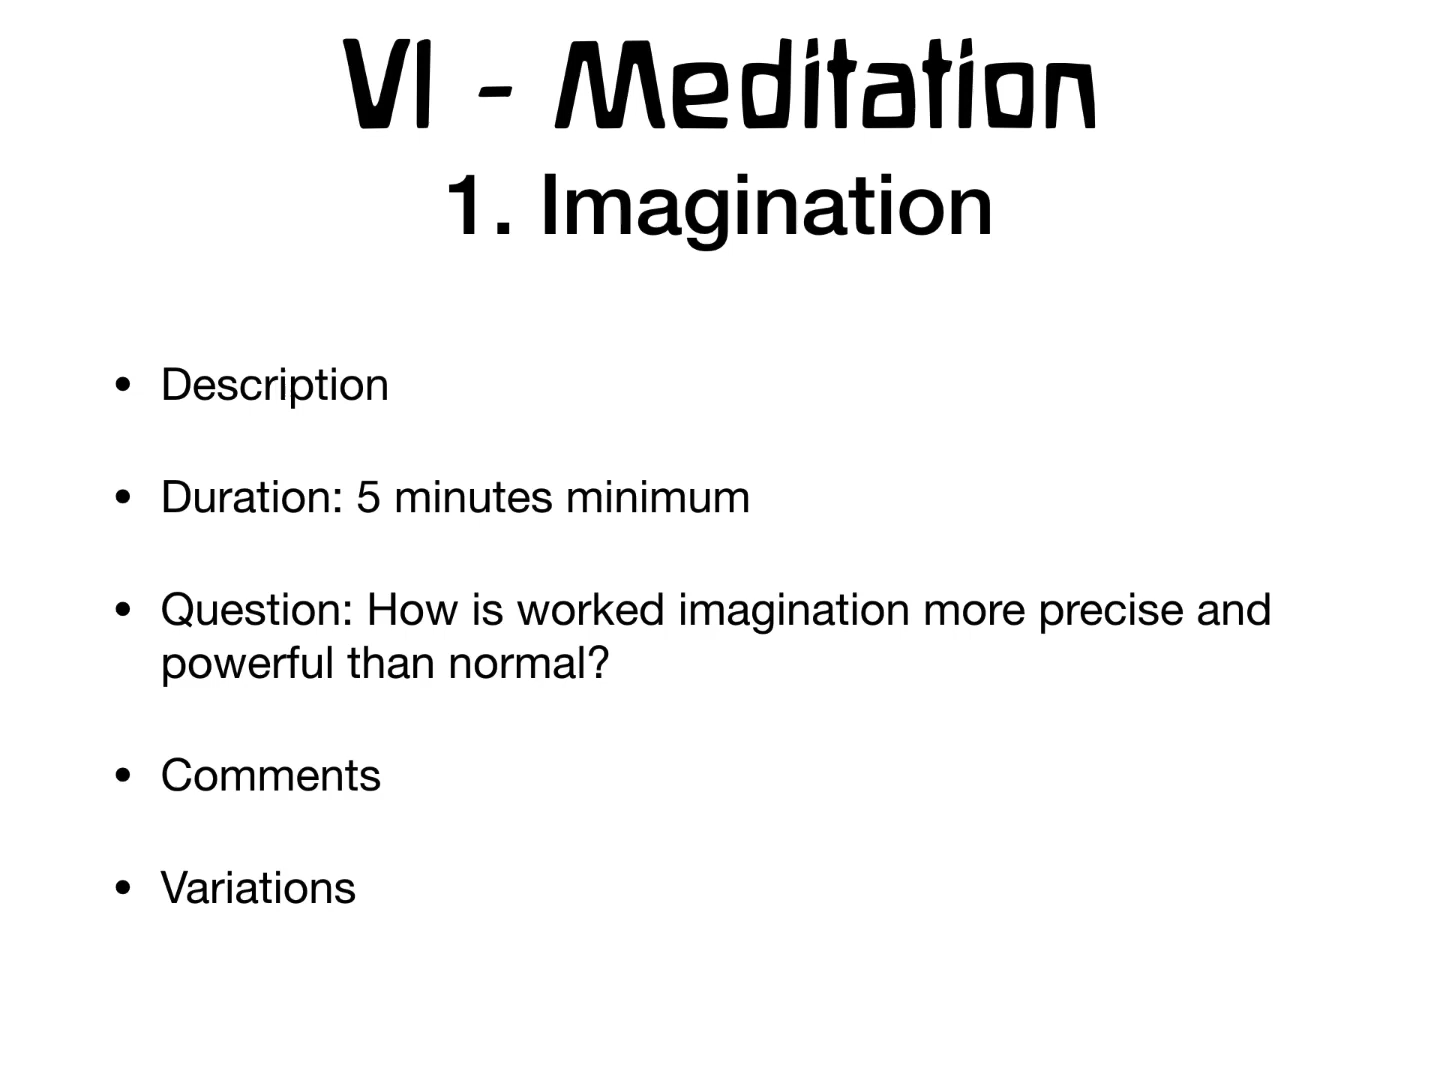 VI - Meditation
1. Imagination
• Description
• Duration: 5 minutes minimum
• Question: How is worked imagination more precise and
powerful than normal?
• Comments
• Variations